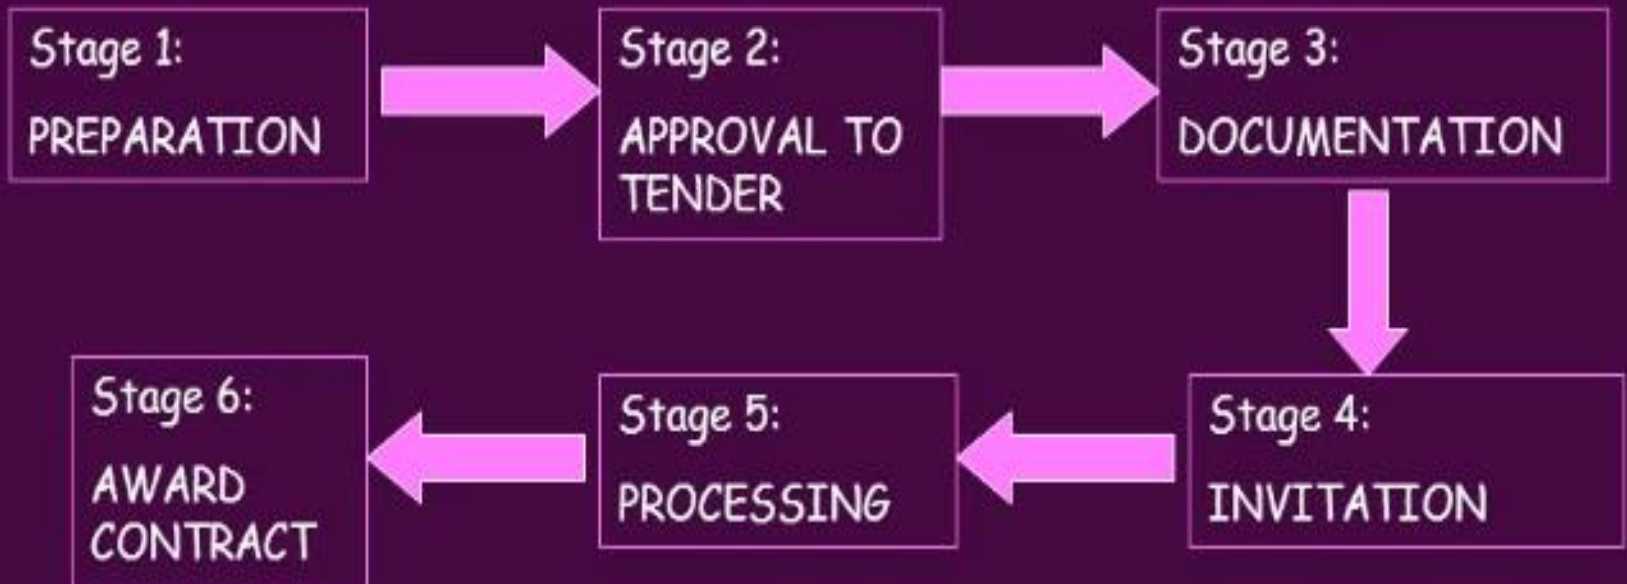 Stage 1:
PREPARATION
Stage 2:
APPROVAL TO
TENDER
Stage 3:
DOCUMENTATION
Stage 4:
INVITATION
Stage 5:
PROCESSING
Stage 6:
AWARD
CONTRACT